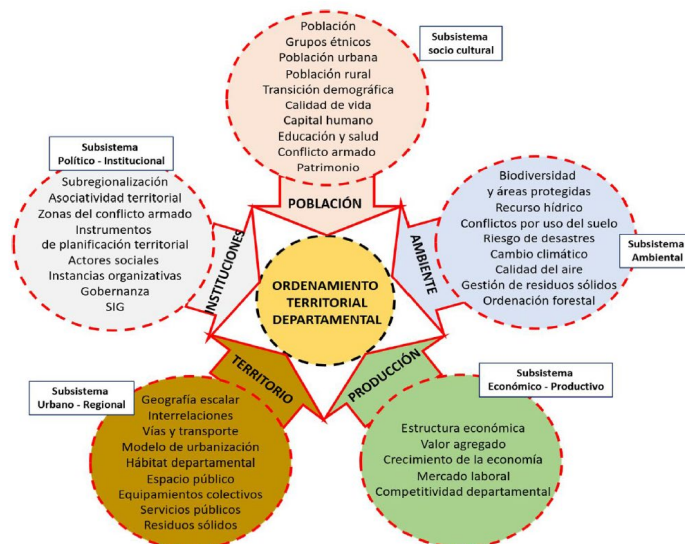 Subsistema
socio cultural
Población
Grupos étnicos
Población urbana
Población rural
Transición demográfica
Calidad de vida
Capital humano
Educación y salud
Conflicto armado
Patrimonio
POBLACIÓN
Subsistema
Político - Institucional
Subregionalización
Asociatividad territorial
Zonas del conflicto armado
Instrumentos
de planificación territorial
Actores sociales
Instancias organizativas
Gobernanza
SIG
INSTITUCIONES
Biodiversidad
y áreas protegidas
Recurso hídrico
Conflictos por uso del suelo
Riesgo de desastres
Cambio climático
Calidad del aire
Gestión de residuos sólidos
Ordenación forestal
Subsistema
Ambiental
AMBIENTE
ORDENAMIENTO
TERRITORIAL
DEPARTAMENTAL
TERRITORIO
PRODUCCIÓN
Subsistema
Urbano - Regional
Geografía escalar
Interrelaciones
Vías y transporte
Modelo de urbanización
Hábitat departamental
Espacio público
Equipamientos colectivos
Servicios públicos
Residuos sólidos
Subsistema
Económico - Productivo
Estructura económica
Valor agregado
Crecimiento de la economía
Mercado laboral
Competitividad departamental